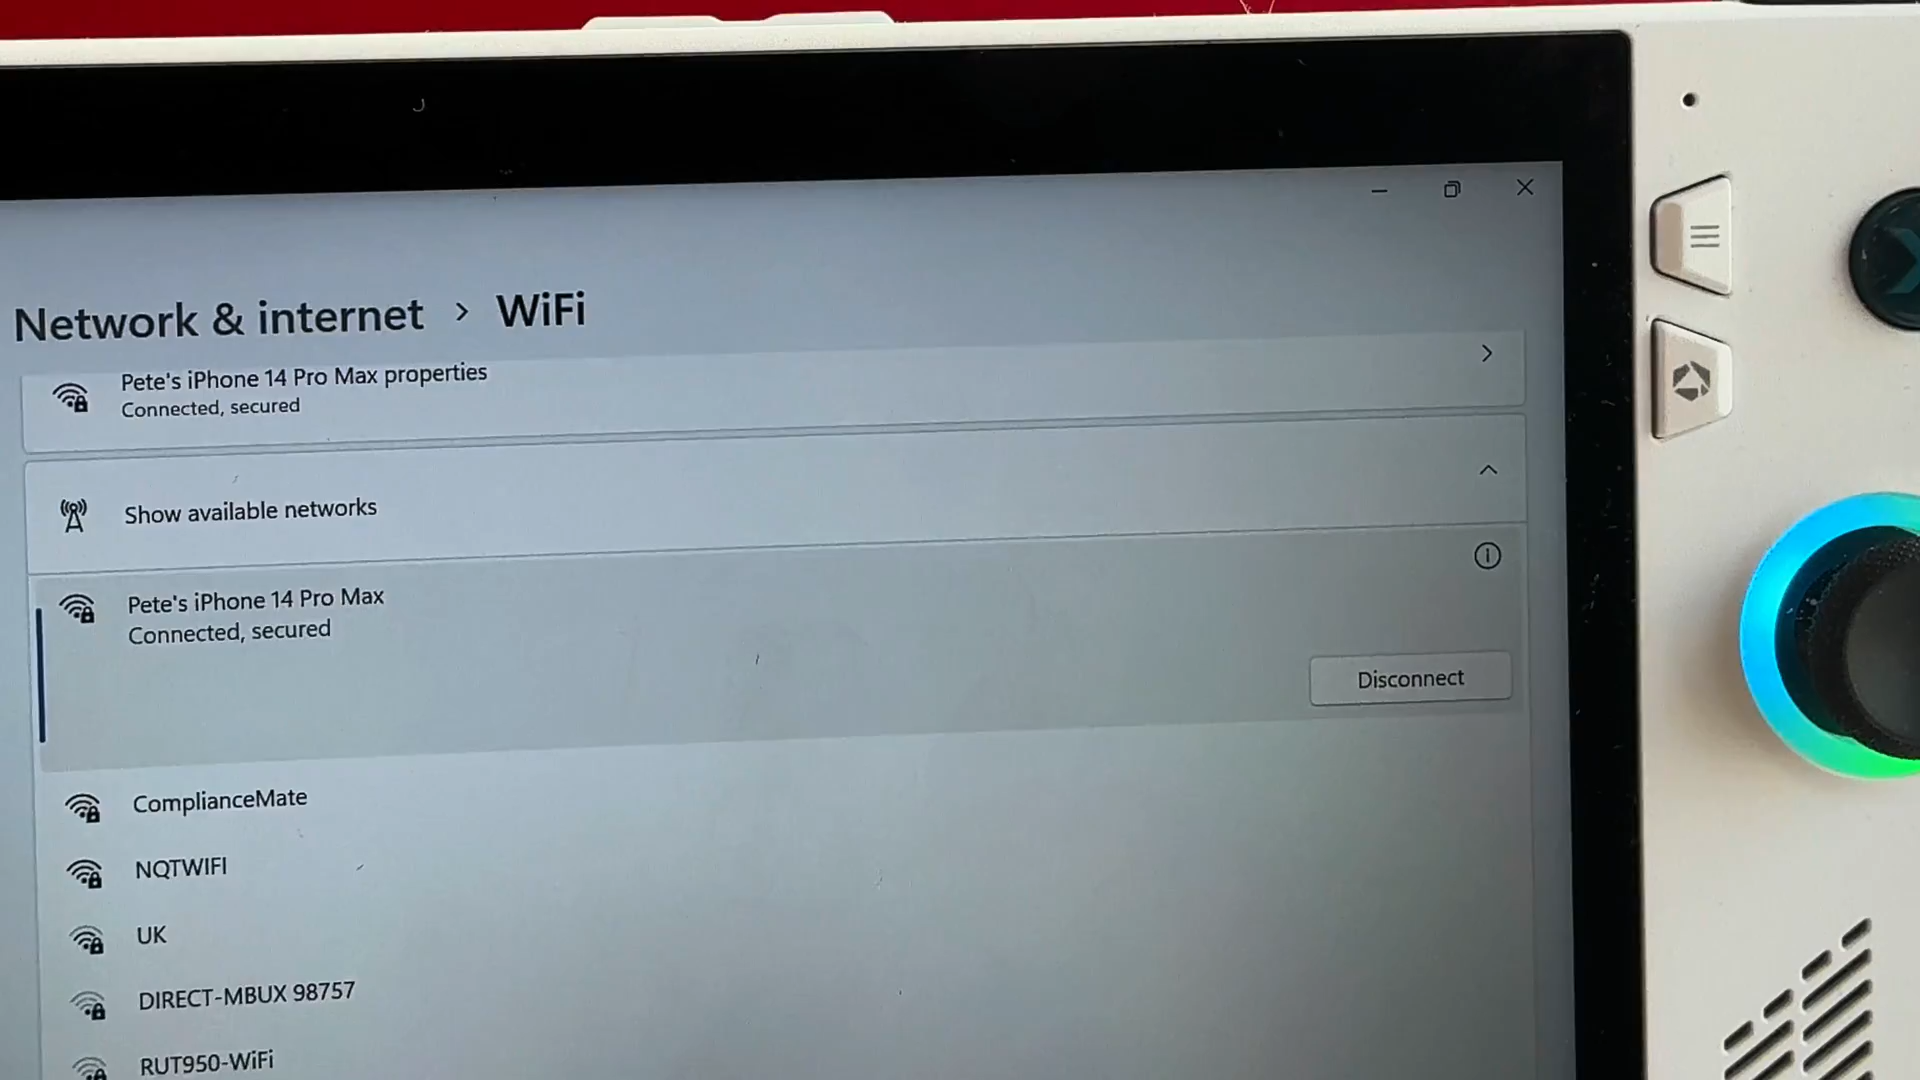 Network & internet > WiFi
Pete's iPhone 14 Pro Max properties
Connected, secured
Show available networks
Pete's iPhone 14 Pro Max
Connected, secured
Disconnect
ComplianceMate
NQTWIFI
UK
DIRECT-MBUX 98757
RUT950-WiFi